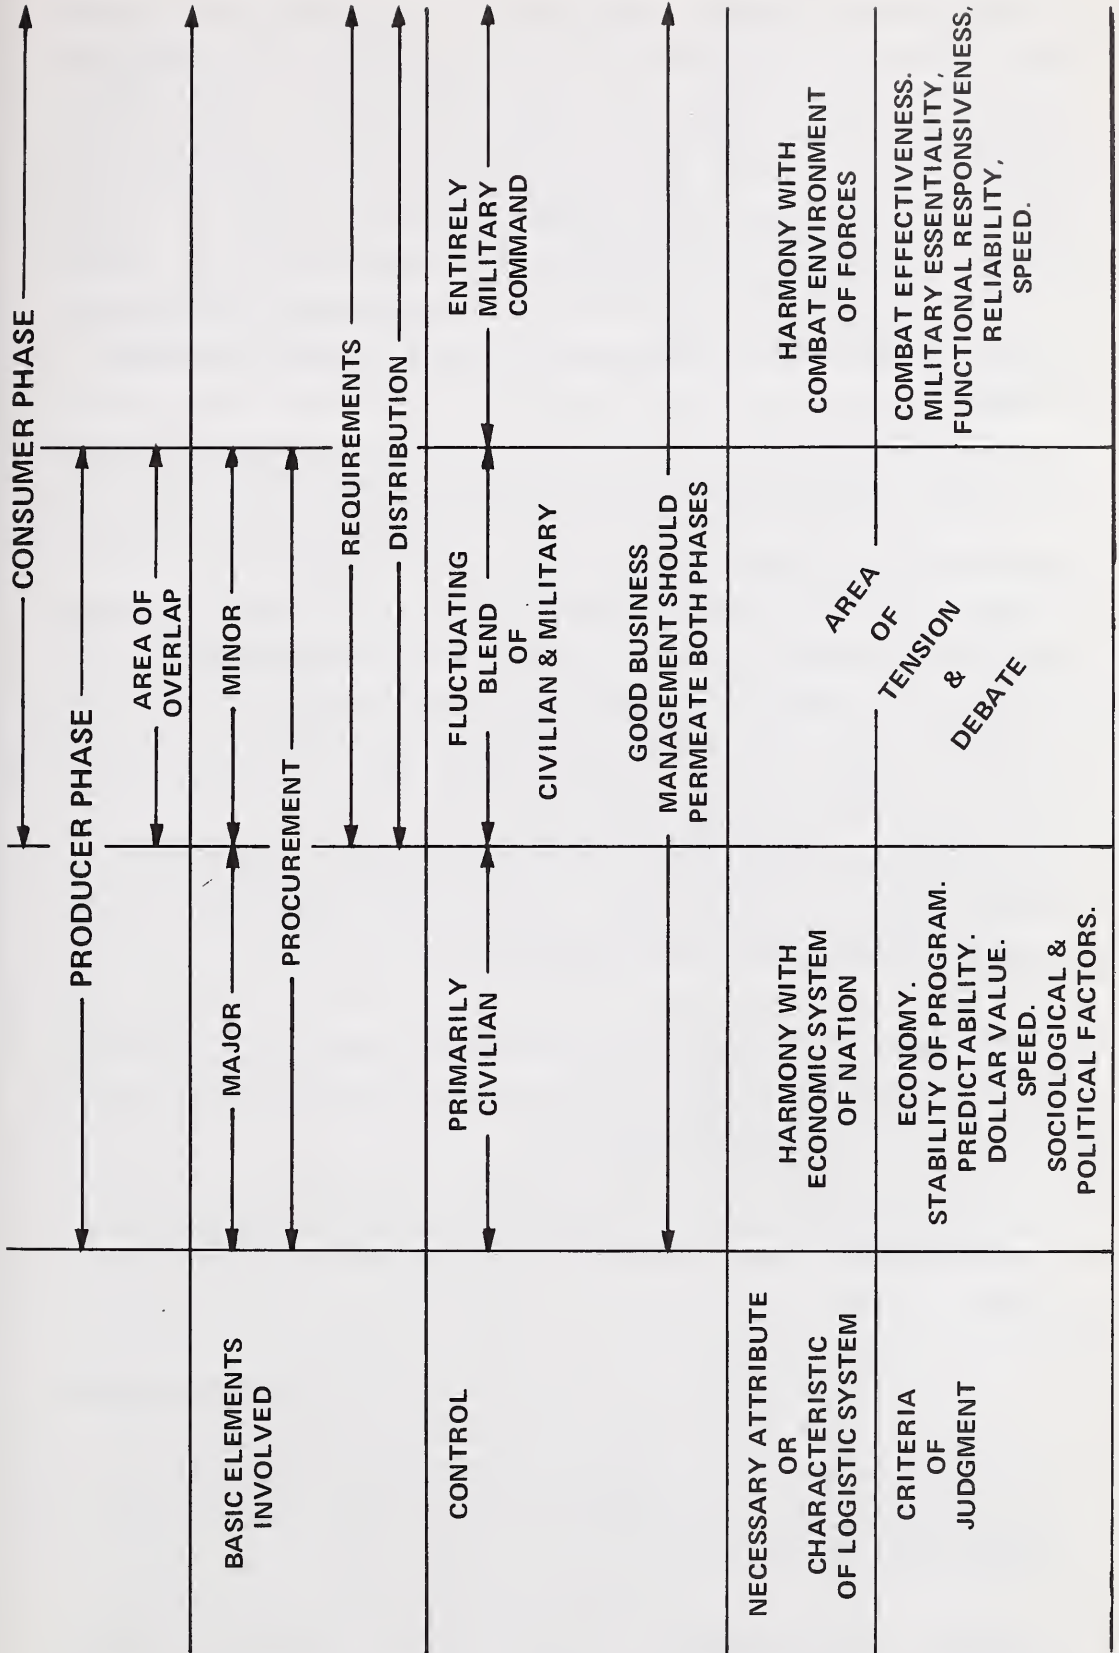 CONSUMER PHASE
PRODUCER PHASE
AREA OF
OVERLAP
BASIC ELEMENTS
INVOLVED
MAJOR
MINOR
PROCUREMENT
REQUIREMENTS
DISTRIBUTION
CONTROL
PRIMARILY
CIVILIAN
FLUCTUATING
BLEND
OF
CIVILIAN & MILITARY
ENTIRELY
MILITARY
COMMAND
GOOD BUSINESS
MANAGEMENT SHOULD
PERMEATE BOTH PHASES
NECESSARY ATTRIBUTE
OR
CHARACTERISTIC
OF LOGISTIC SYSTEM
HARMONY WITH
ECONOMIC SYSTEM
OF NATION
HARMONY WITH
COMBAT ENVIRONMENT
OF FORCES
CRITERIA
OF
JUDGMENT
ECONOMY.
STABILITY OF PROGRAM.
PREDICTABILITY.
DOLLAR VALUE.
SPEED.
SOCIOLOGICAL &
POLITICAL FACTORS.
AREA
OF
TENSION
&
DEBATE
COMBAT EFFECTIVENESS.
MILITARY ESSENTIALITY,
FUNCTIONAL RESPONSIVENESS,
RELIABILITY,
SPEED.